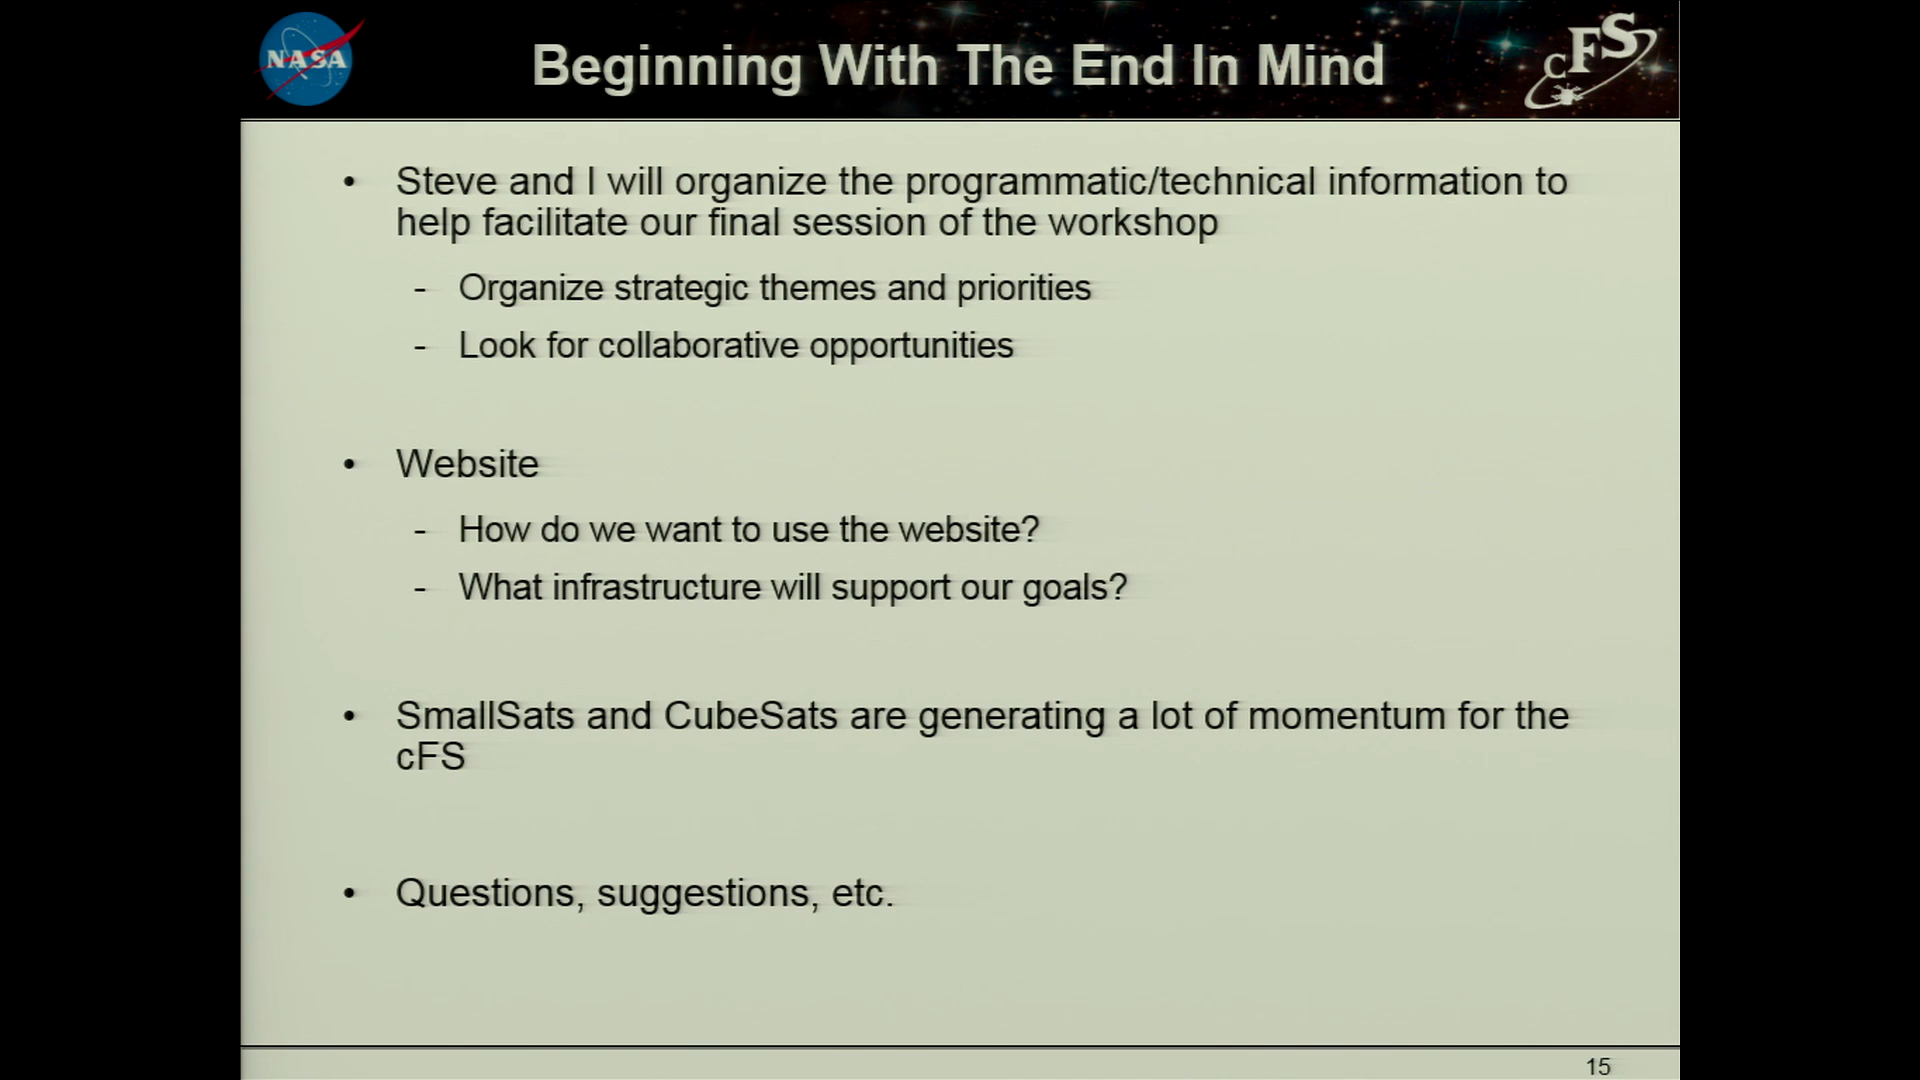 NASA
Beginning With The End In Mind
cFS
• Steve and I will organize the programmatic/technical information to
help facilitate our final session of the workshop
- Organize strategic themes and priorities
- Look for collaborative opportunities
• Website
- How do we want to use the website?
- What infrastructure will support our goals?
• SmallSats and CubeSats are generating a lot of momentum for the
cFS
• Questions, suggestions, etc.
15